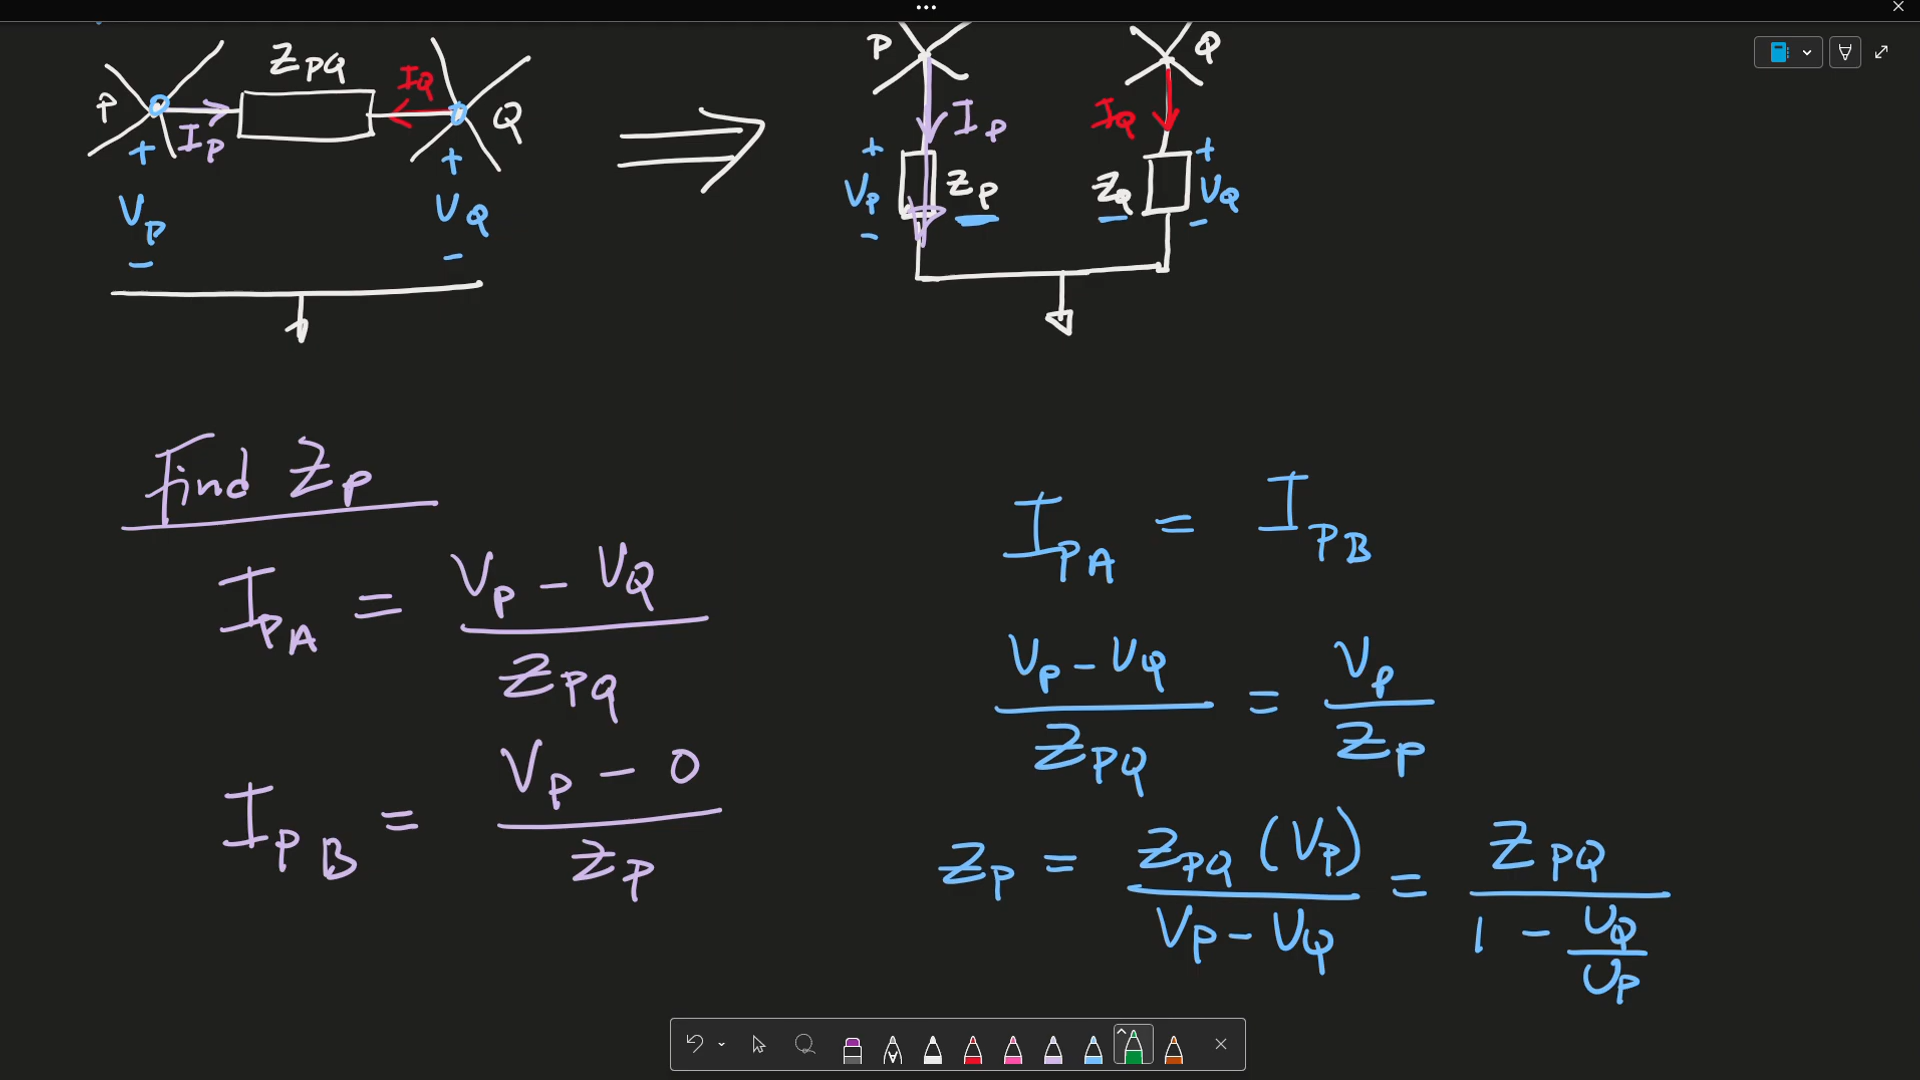 P Z_PQ I_Q Q
I_P
+ +
V_P V_Q
- -
P Q
I_P I_Q
+ +
V_P Z_P Z_Q V_Q
- -
Find Z_P
I_PA = (V_P - V_Q) / Z_PQ
I_PB = (V_P - 0) / Z_P
I_PA = I_PB
(V_P - V_Q) / Z_PQ = V_P / Z_P
Z_P = Z_PQ (V_P) / (V_P - V_Q) = Z_PQ / (1 - V_Q / V_P)